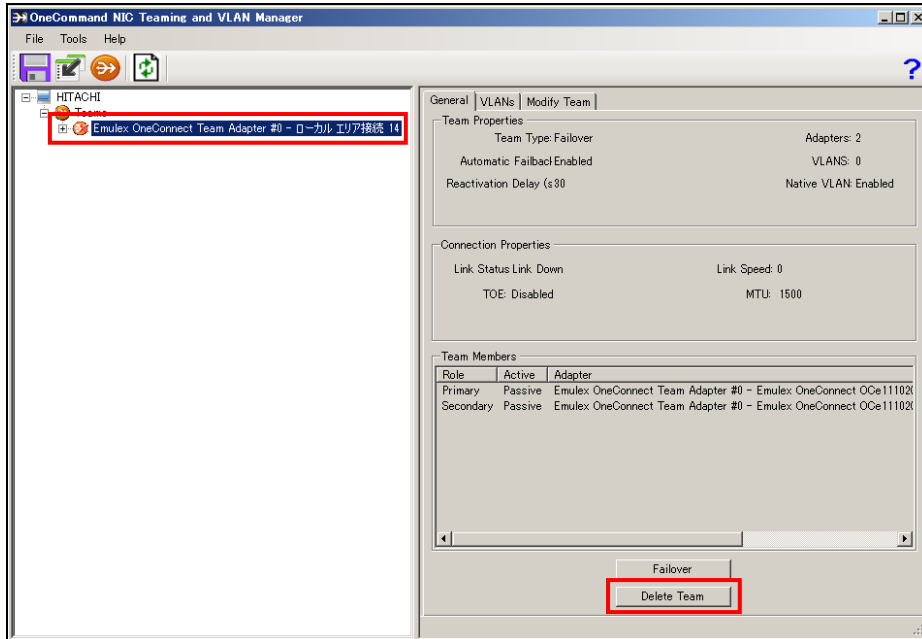 OneCommand NIC Teaming and VLAN Manager
File Tools Help
?
HITACHI
Teams
Emulex OneConnect Team Adapter #0 - ローカル エリア接続 14
General VLANs Modify Team
Team Properties
Team Type: Failover Adapters: 2
Automatic Failback Enabled VLANS: 0
Reactivation Delay (s 30 Native VLAN: Enabled
Connection Properties
Link Status Link Down Link Speed: 0
TOE: Disabled MTU: 1500
Team Members
Role Active Adapter
Primary Passive Emulex OneConnect Team Adapter #0 - Emulex OneConnect OCe11102
Secondary Passive Emulex OneConnect Team Adapter #0 - Emulex OneConnect OCe11102
Failover
Delete Team